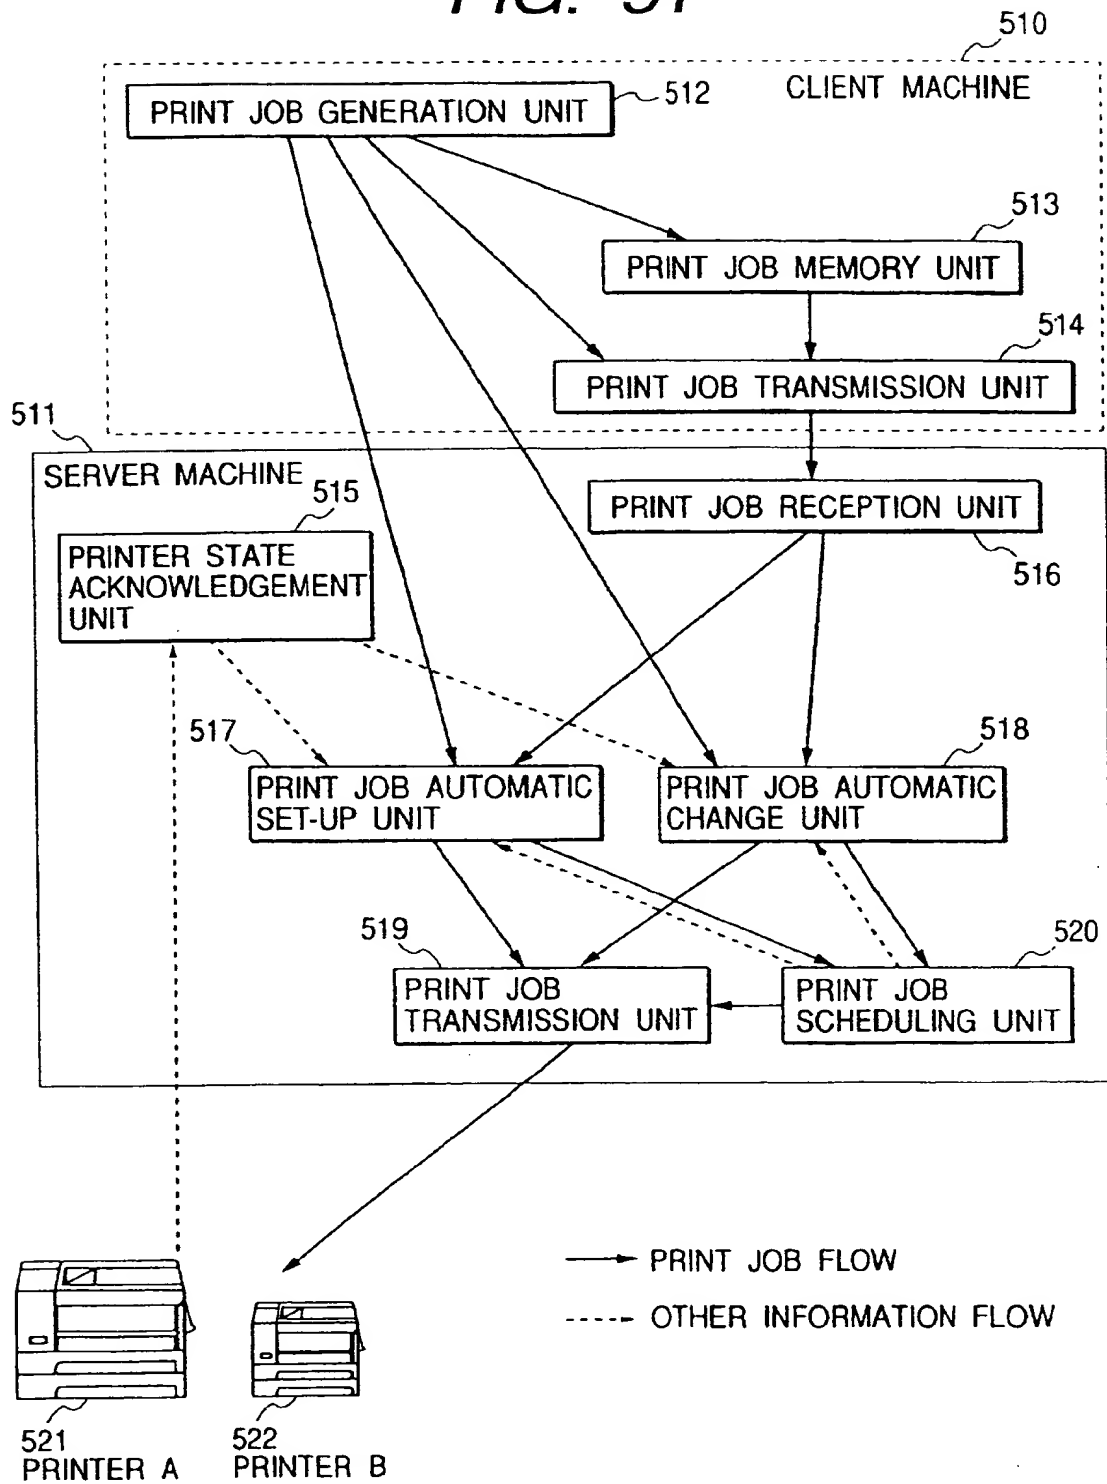 510
CLIENT MACHINE
PRINT JOB GENERATION UNIT
512
513
PRINT JOB MEMORY UNIT
514
PRINT JOB TRANSMISSION UNIT
511
SERVER MACHINE
515
PRINTER STATE
ACKNOWLEDGEMENT
UNIT
PRINT JOB RECEPTION UNIT
516
517
PRINT JOB AUTOMATIC
SET-UP UNIT
518
PRINT JOB AUTOMATIC
CHANGE UNIT
519
PRINT JOB
TRANSMISSION UNIT
520
PRINT JOB
SCHEDULING UNIT
PRINT JOB FLOW
OTHER INFORMATION FLOW
521
PRINTER A
522
PRINTER B